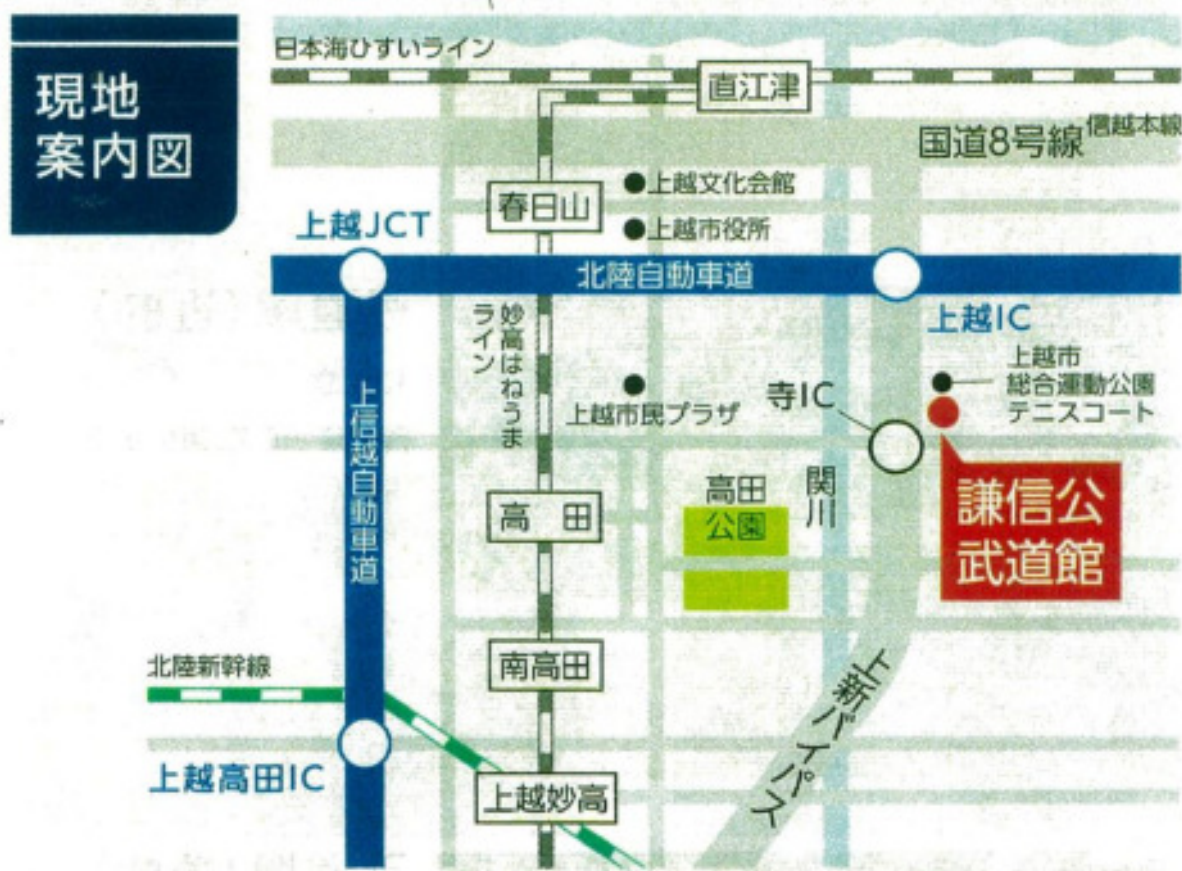 現地
案内図
日本海ひすいライン
直江津
国道8号線
信越本線
春日山
上越文化会館
上越市役所
上越JCT
北陸自動車道
上越IC
妙高はねうま
ライン
上越市
総合運動公園
テニスコート
寺IC
上越市民プラザ
上信越自動車道
高田
高田
公園
関川
謙信公
武道館
南高田
北陸新幹線
上新バイパス
上越高田IC
上越妙高